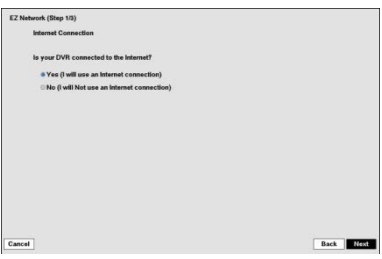 EZ Network (Step 1/3)
Internet Connection
Is your DVR connected to the Internet?
Yes (I will use an Internet connection)
No (I will Not use an Internet connection)
Cancel Back Next